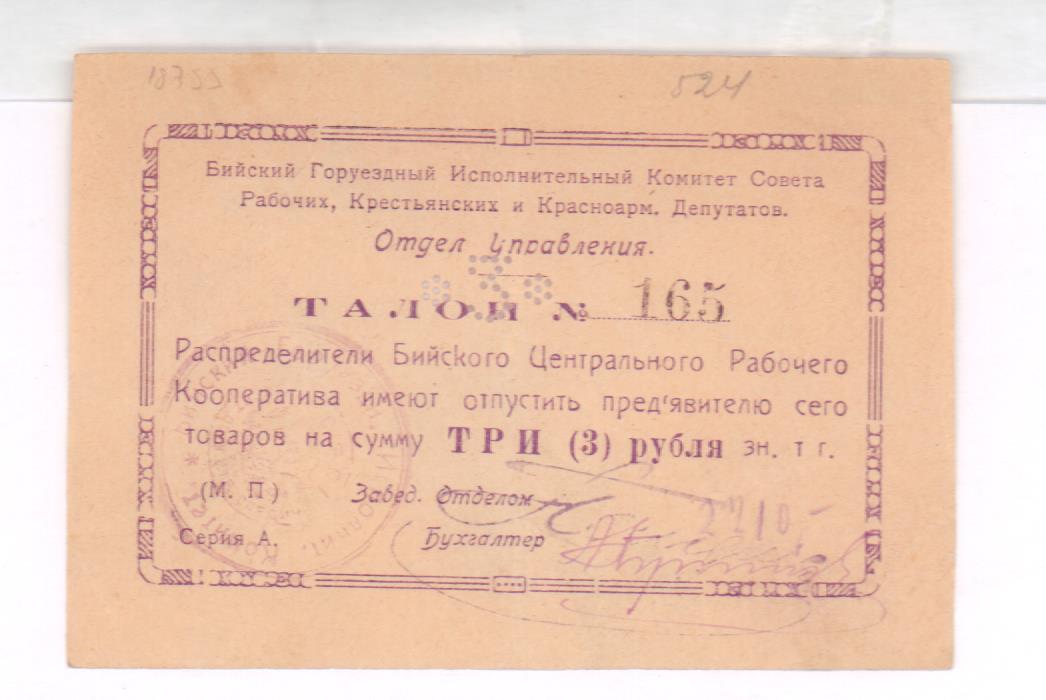 524
Бийский Горуездный Исполнительный Комитет Совета
Рабочих, Крестьянских и Красноарм. Депутатов.
Отдел Управления.
3
ТАЛОН № 165
Распределители Бийского Центрального Рабочего
Кооператива имеют отпустить пред'явителю сего
товаров на сумму ТРИ (3) рубля зн. т г.
(М. П) Завед. Отделом
Серия А. Бухгалтер